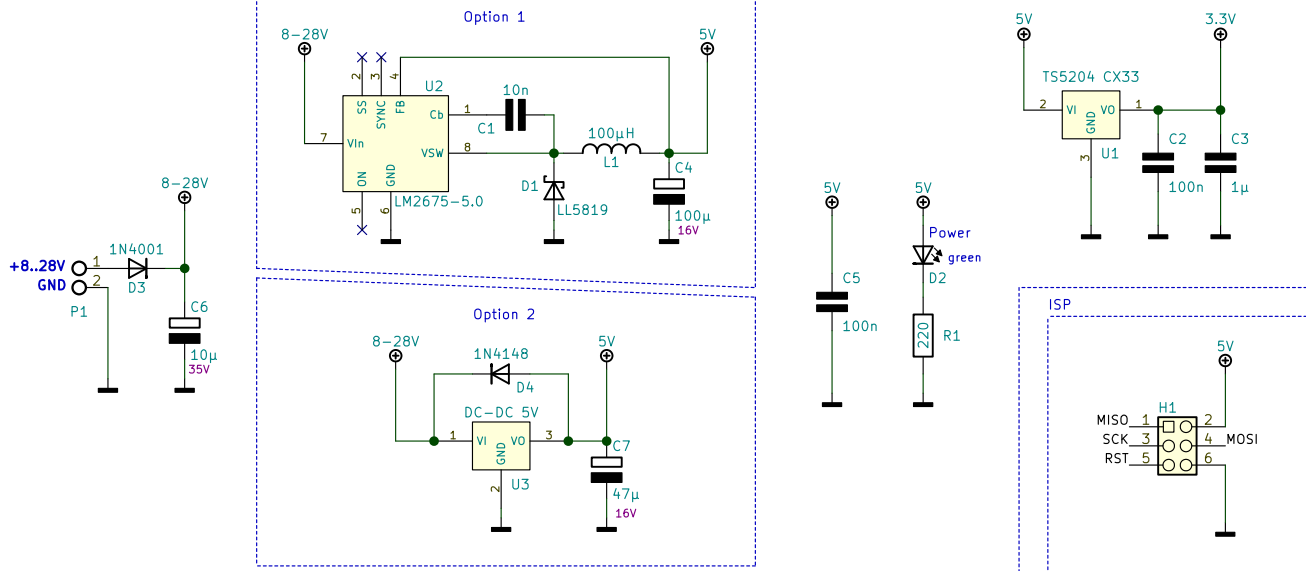 +8..28V
GND
P1
1
2
1N4001
D3
8-28V
C6
10µ
35V
Option 1
8-28V
5V
2
3
4
U2
SS
SYNC
FB
7
VIn
Cb
1
10n
C1
VSW
8
ON
GND
5
6
LM2675-5.0
100µH
L1
D1
LL5819
C4
100µ
16V
Option 2
8-28V
5V
1N4148
D4
DC-DC 5V
1
VI
VO
3
GND
2
U3
C7
47µ
16V
5V
C5
100n
5V
Power
green
D2
220
R1
5V
3.3V
TS5204 CX33
2
VI
VO
1
GND
3
U1
C2
100n
C3
1µ
ISP
5V
H1
MISO 1
2
SCK 3
4 MOSI
RST 5
6